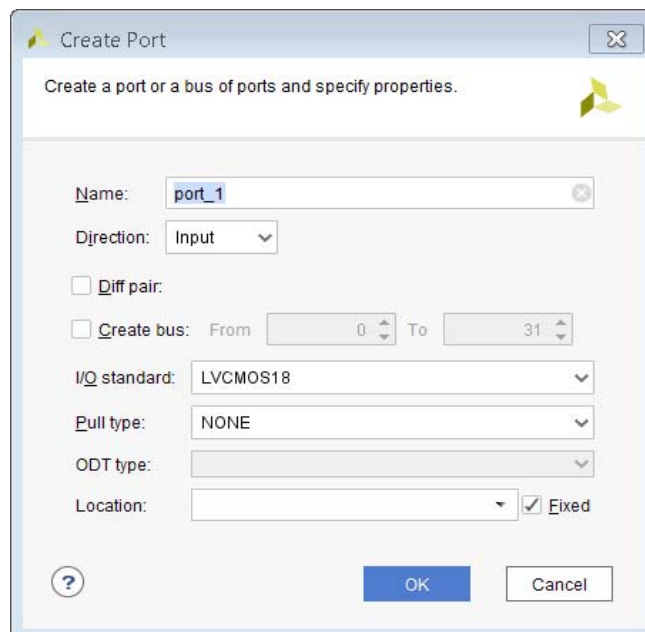 Create Port
Create a port or a bus of ports and specify properties.
Name: port_1
Direction: Input
Diff pair:
Create bus: From 0 To 31
I/O standard: LVCMOS18
Pull type: NONE
ODT type:
Location: Fixed
? OK Cancel